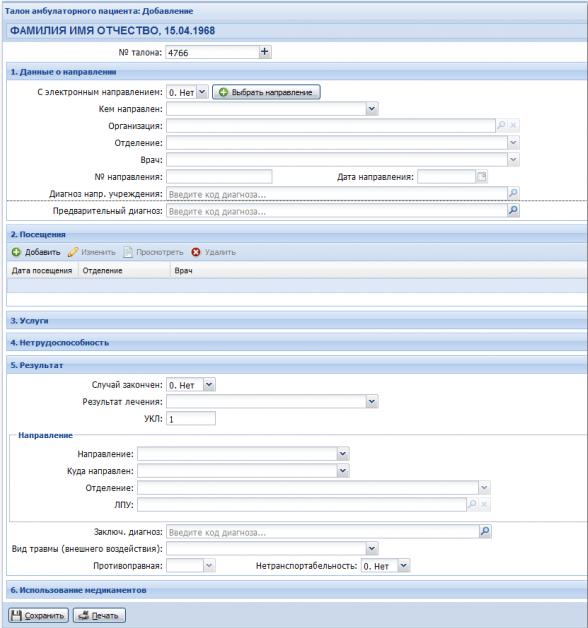 Талон амбулаторного пациента: Добавление
ФАМИЛИЯ ИМЯ ОТЧЕСТВО, 15.04.1968
№ талона: 4766
1. Данные о направлении
С электронным направлением: 0. Нет Выбрать направление
Кем направлен:
Организация:
Отделение:
Врач:
№ направления: Дата направления:
Диагноз напр. учреждения: Введите код диагноза...
Предварительный диагноз: Введите код диагноза...
2. Посещения
Добавить Изменить Просмотреть Удалить
Дата посещения Отделение Врач
3. Услуги
4. Нетрудоспособность
5. Результат
Случай закончен: 0. Нет
Результат лечения:
УКЛ: 1
Направление
Направление:
Куда направлен:
Отделение:
ЛПУ:
Заключ. диагноз: Введите код диагноза...
Вид травмы (внешнего воздействия):
Противоправная: Нетранспортабельность: 0. Нет
6. Использование медикаментов
Сохранить Печать